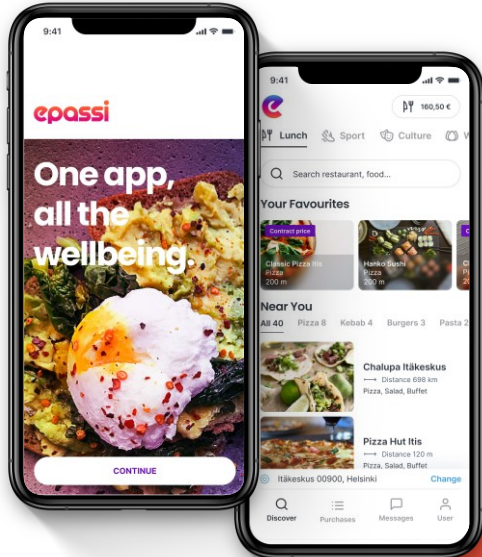 9:41
epassi
One app,
all the
wellbeing.
CONTINUE
9:41
160,50 €
Lunch Sport Culture W
Search restaurant, food...
Your Favourites
Contract price
Classic Pizza Itis
Pizza
200 m
Hanko Sushi
Pizza
200 m
Near You
All 40 Pizza 8 Kebab 4 Burgers 3 Pasta 2
Chalupa Itäkeskus
Distance 698 km
Pizza, Salad, Buffet
Pizza Hut Itis
Distance 120 m
Pizza, Salad, Buffet
Itäkeskus 00900, Helsinki Change
Discover Purchases Messages User